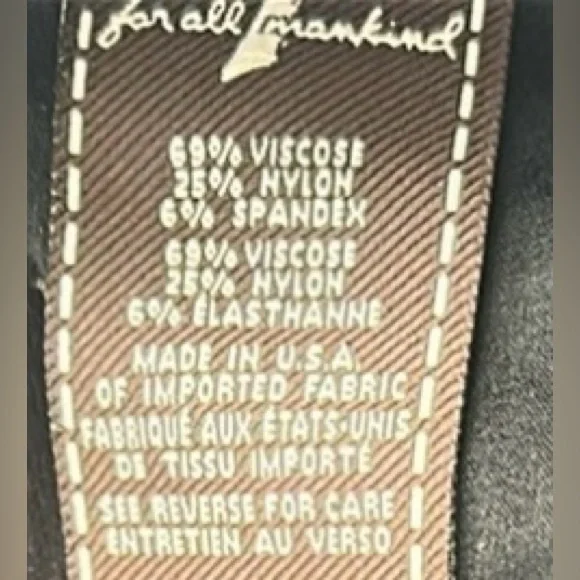 for all 7 mankind
69% VISCOSE
25% NYLON
6% SPANDEX
69% VISCOSE
25% NYLON
6% ÉLASTHANNE
MADE IN U.S.A.
OF IMPORTED FABRIC
FABRIQUÉ AUX ÉTATS-UNIS
DE TISSU IMPORTÉ
SEE REVERSE FOR CARE
ENTRETIEN AU VERSO